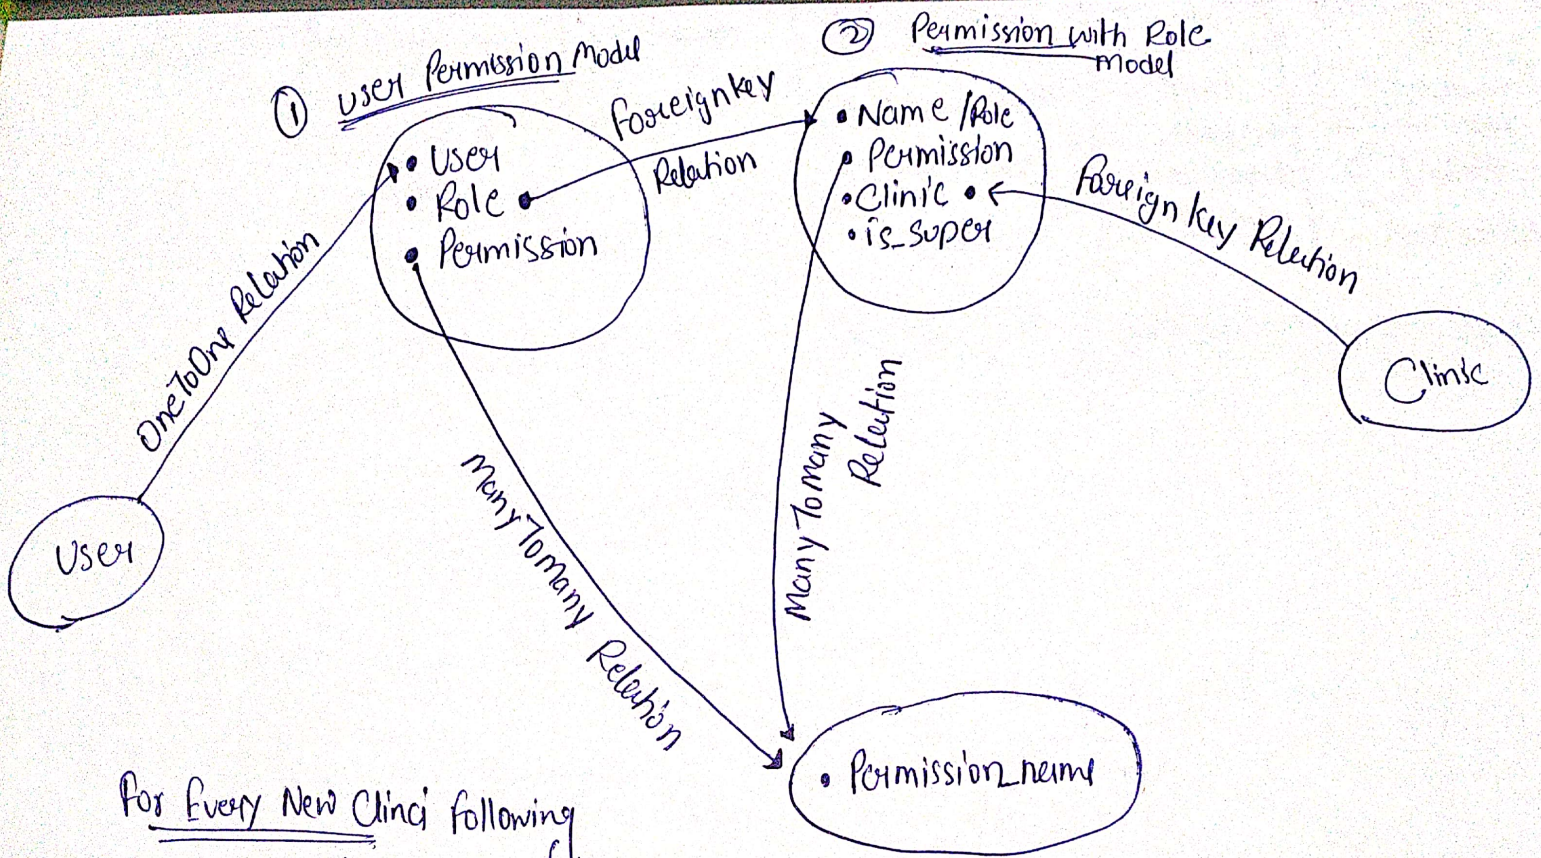 ① User Permission Model
User
Role
Permission
Foreignkey
Relation
② Permission with Role
Model
Name/Role
Permission
Clinic
is_super
Foreign key Relation
Clinic
OneToOne Relation
User
ManyToMany Relation
ManyTomany
Relation
Permission_name
For Every New Clinci following